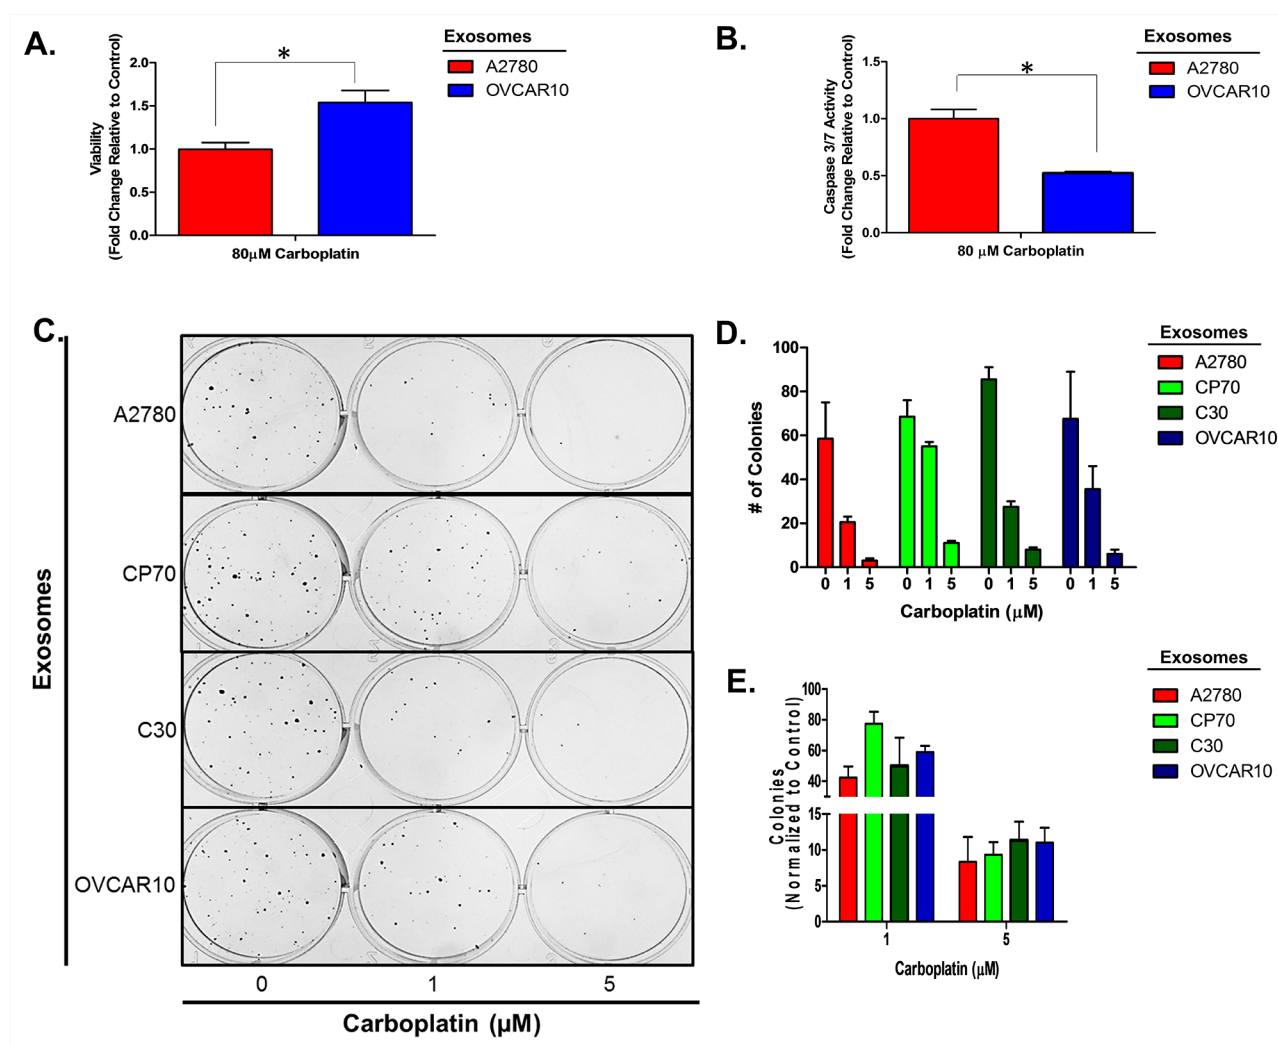 A.
Viability
(Fold Change Relative to Control)
2.0
1.5
1.0
0.5
0.0
*
80μM Carboplatin
Exosomes
A2780
OVCAR10
B.
Caspase 3/7 Activity
(Fold Change Relative to Control)
1.5
1.0
0.5
0.0
*
80 μM Carboplatin
Exosomes
A2780
OVCAR10
C.
Exosomes
A2780
CP70
C30
OVCAR10
0 1 5
Carboplatin (μM)
D.
# of Colonies
100
80
60
40
20
0
0 1 5 0 1 5 0 1 5 0 1 5
Carboplatin (μM)
Exosomes
A2780
CP70
C30
OVCAR10
E.
Colonies
(Normalized to Control)
100
80
60
40
15
10
5
0
1 5
Carboplatin (μM)
Exosomes
A2780
CP70
C30
OVCAR10